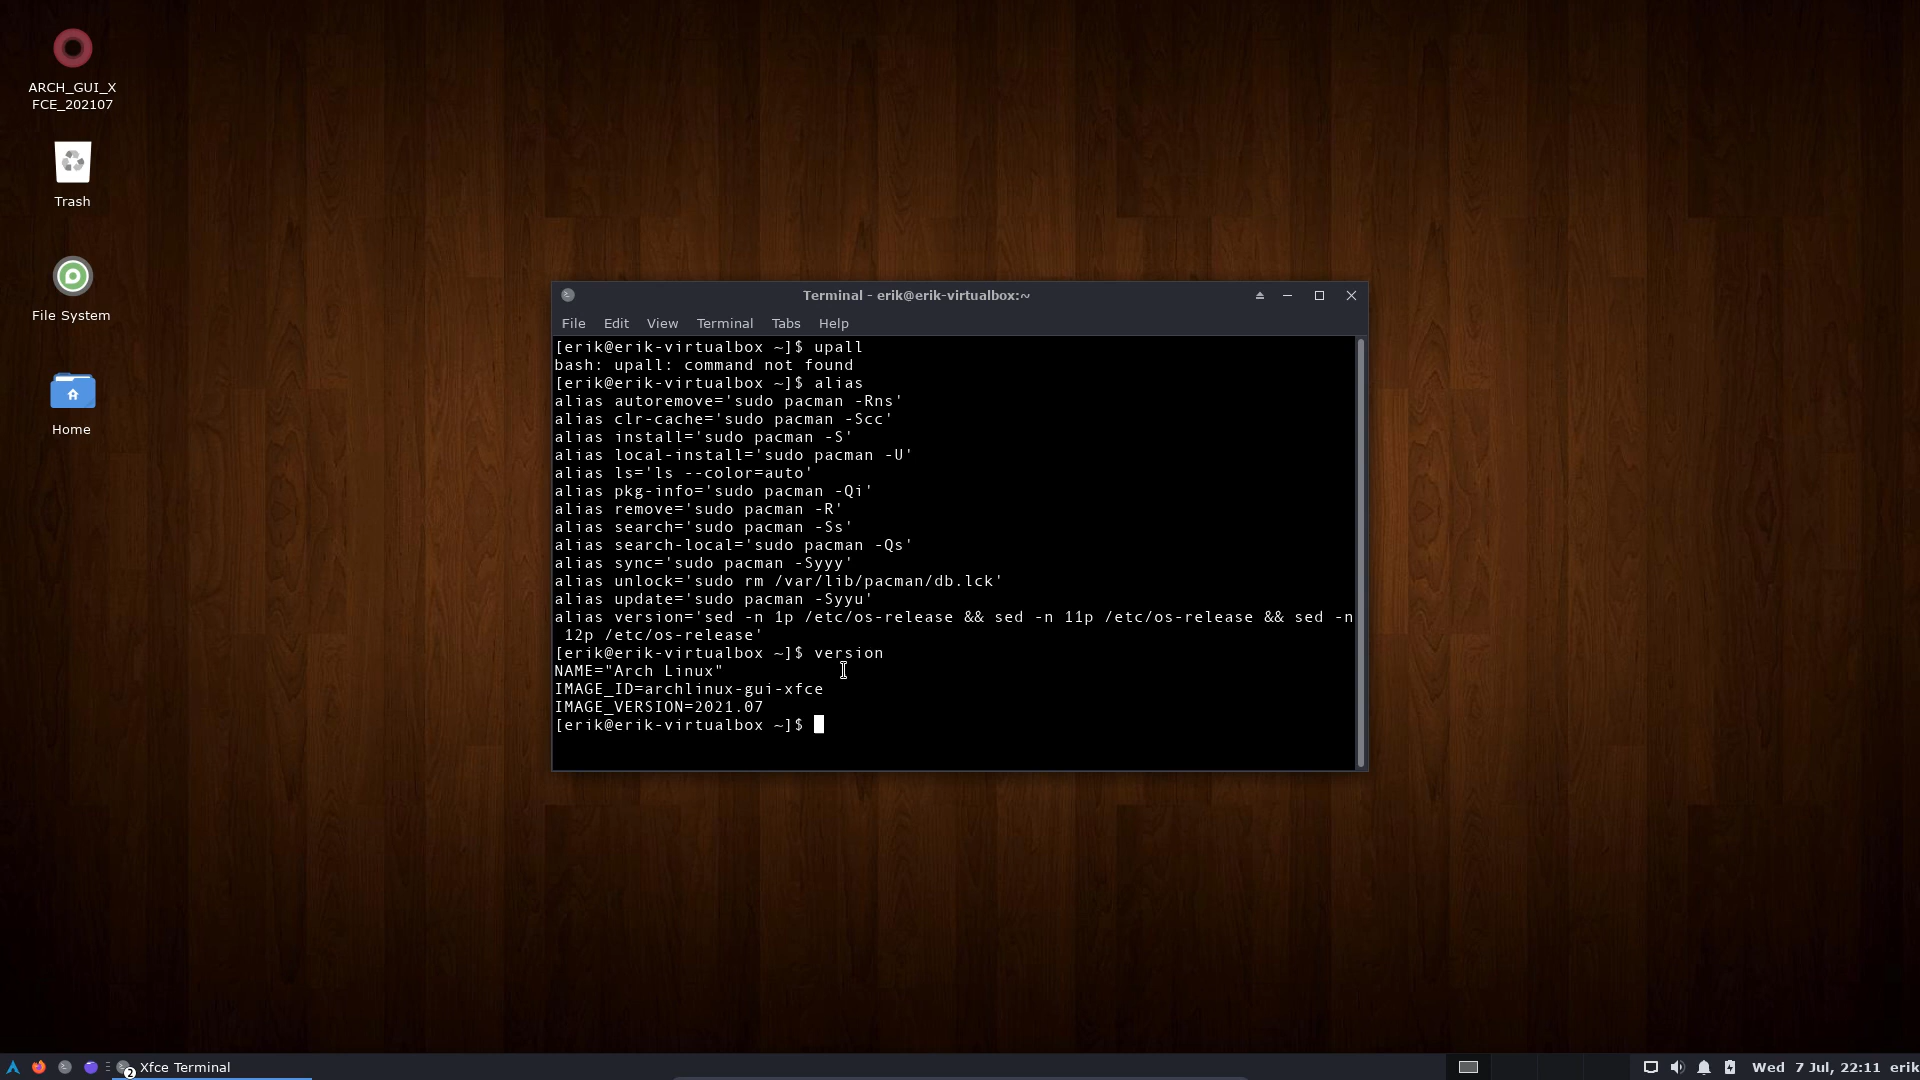 ARCH_GUI_X
FCE_202107
Trash
File System
Home
Terminal - erik@erik-virtualbox:~
File Edit View Terminal Tabs Help
[erik@erik-virtualbox ~]$ upall
bash: upall: command not found
[erik@erik-virtualbox ~]$ alias
alias autoremove='sudo pacman -Rns'
alias clr-cache='sudo pacman -Scc'
alias install='sudo pacman -S'
alias local-install='sudo pacman -U'
alias ls='ls --color=auto'
alias pkg-info='sudo pacman -Qi'
alias remove='sudo pacman -R'
alias search='sudo pacman -Ss'
alias search-local='sudo pacman -Qs'
alias sync='sudo pacman -Syyy'
alias unlock='sudo rm /var/lib/pacman/db.lck'
alias update='sudo pacman -Syyu'
alias version='sed -n 1p /etc/os-release && sed -n 11p /etc/os-release && sed -n
 12p /etc/os-release'
[erik@erik-virtualbox ~]$ version
NAME="Arch Linux"
IMAGE_ID=archlinux-gui-xfce
IMAGE_VERSION=2021.07
[erik@erik-virtualbox ~]$
2 Xfce Terminal
Wed 7 Jul, 22:11 erik